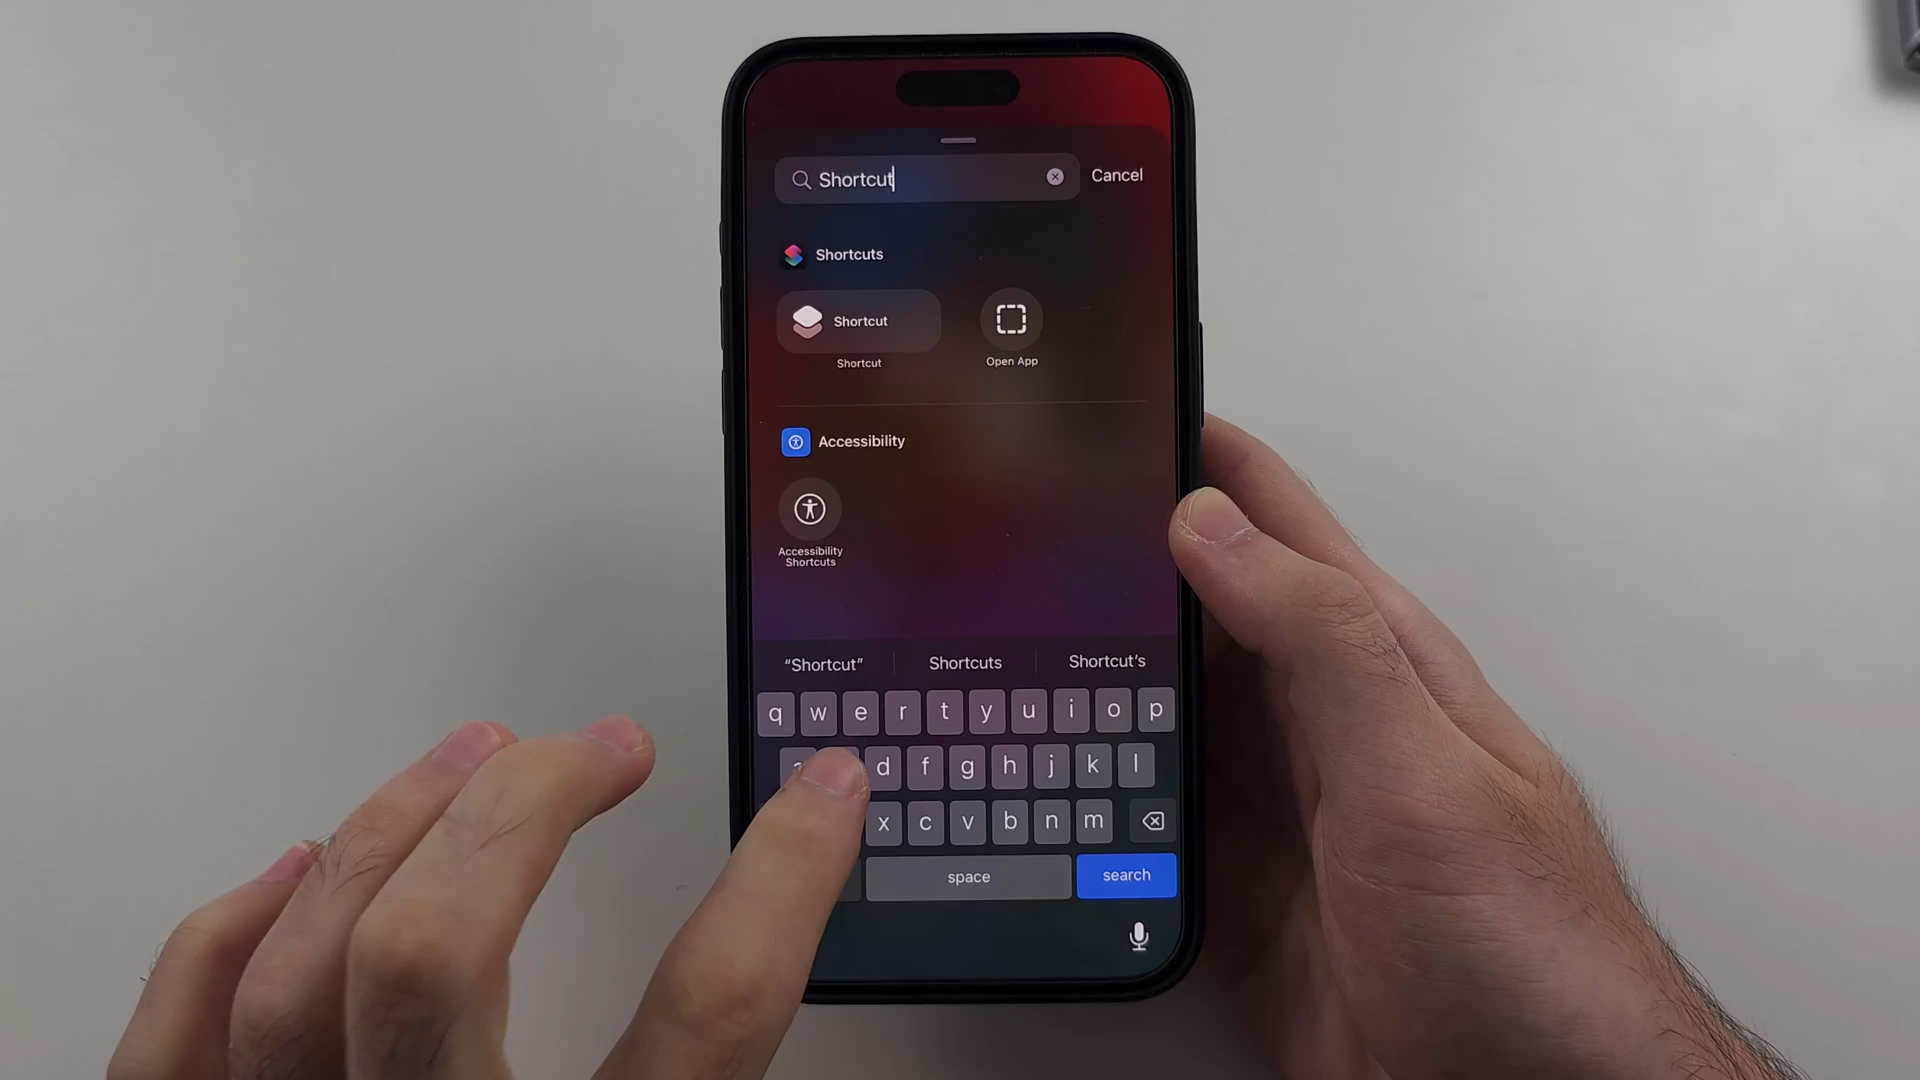 Shortcut
Cancel
Shortcuts
Shortcut
Shortcut
Open App
Accessibility
Accessibility
Shortcuts
“Shortcut”
Shortcuts
Shortcut’s
q w e r t y u i o p
d f g h j k l
x c v b n m
space
search